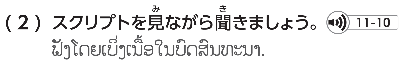 (2) スクリプトを見ながら聞きましょう。 11-10
ຟັງໂດຍເບິ່ງເນື້ອໃນບົດສົນທະນາ.